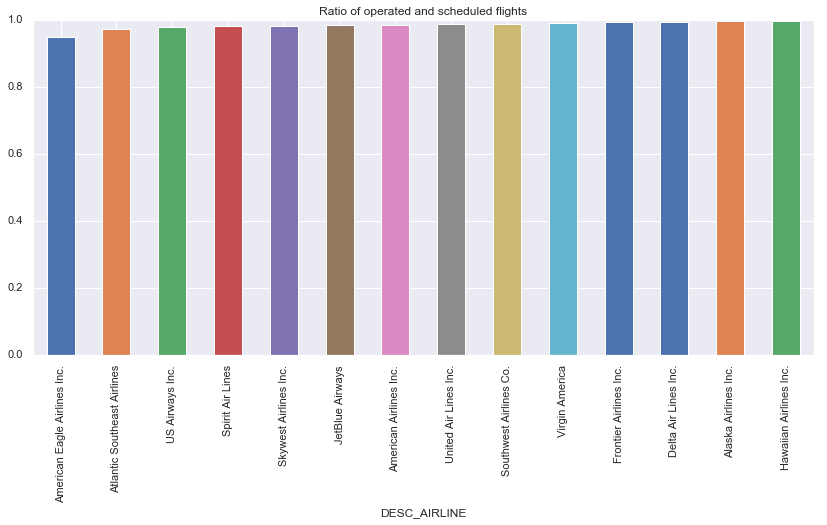 Ratio of operated and scheduled flights
1.0
0.8
0.6
0.4
0.2
0.0
American Eagle Airlines Inc.
Atlantic Southeast Airlines
US Airways Inc.
Spirit Air Lines
Skywest Airlines Inc.
JetBlue Airways
American Airlines Inc.
United Air Lines Inc.
Southwest Airlines Co.
Virgin America
Frontier Airlines Inc.
Delta Air Lines Inc.
Alaska Airlines Inc.
Hawaiian Airlines Inc.
DESC_AIRLINE